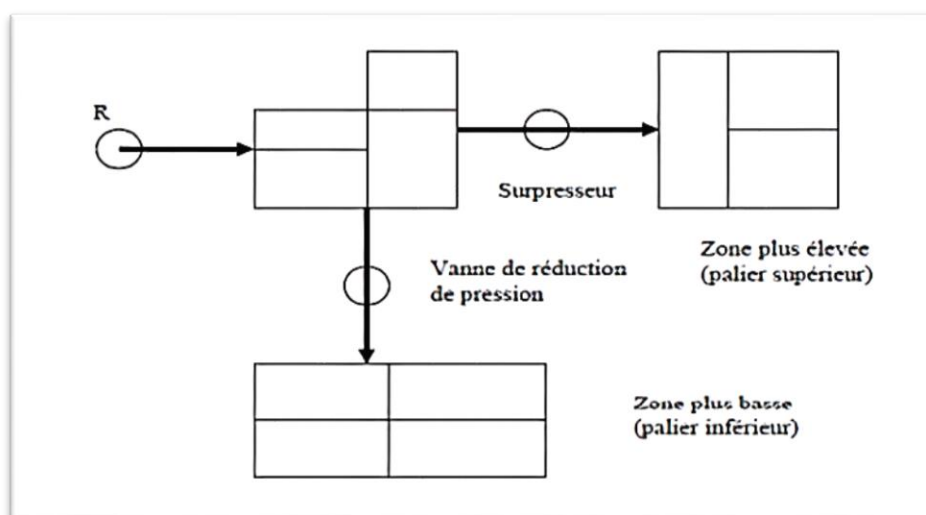 R
Surpresseur
Zone plus élevée
(palier supérieur)
Vanne de réduction
de pression
Zone plus basse
(palier inférieur)